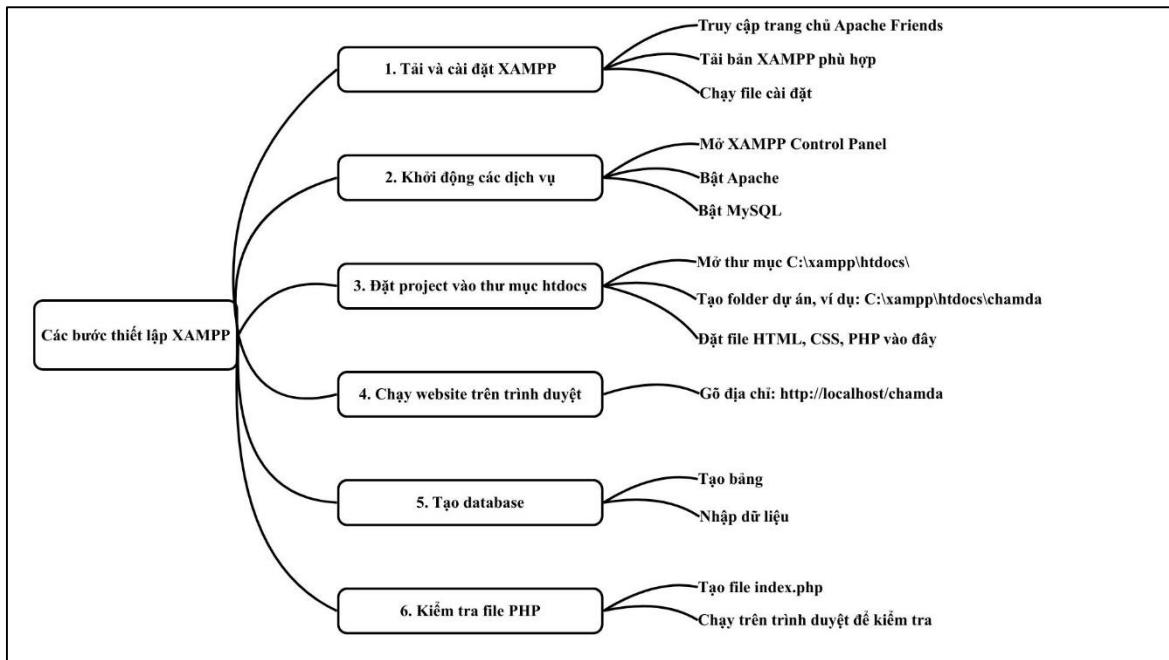 Các bước thiết lập XAMPP
1. Tải và cài đặt XAMPP
Truy cập trang chủ Apache Friends
Tải bản XAMPP phù hợp
Chạy file cài đặt
2. Khởi động các dịch vụ
Mở XAMPP Control Panel
Bật Apache
Bật MySQL
3. Đặt project vào thư mục htdocs
Mở thư mục C:\xampp\htdocs\
Tạo folder dự án, ví dụ: C:\xampp\htdocs\chamda
Đặt file HTML, CSS, PHP vào đây
4. Chạy website trên trình duyệt
Gõ địa chỉ: http://localhost/chamda
5. Tạo database
Tạo bảng
Nhập dữ liệu
6. Kiểm tra file PHP
Tạo file index.php
Chạy trên trình duyệt để kiểm tra